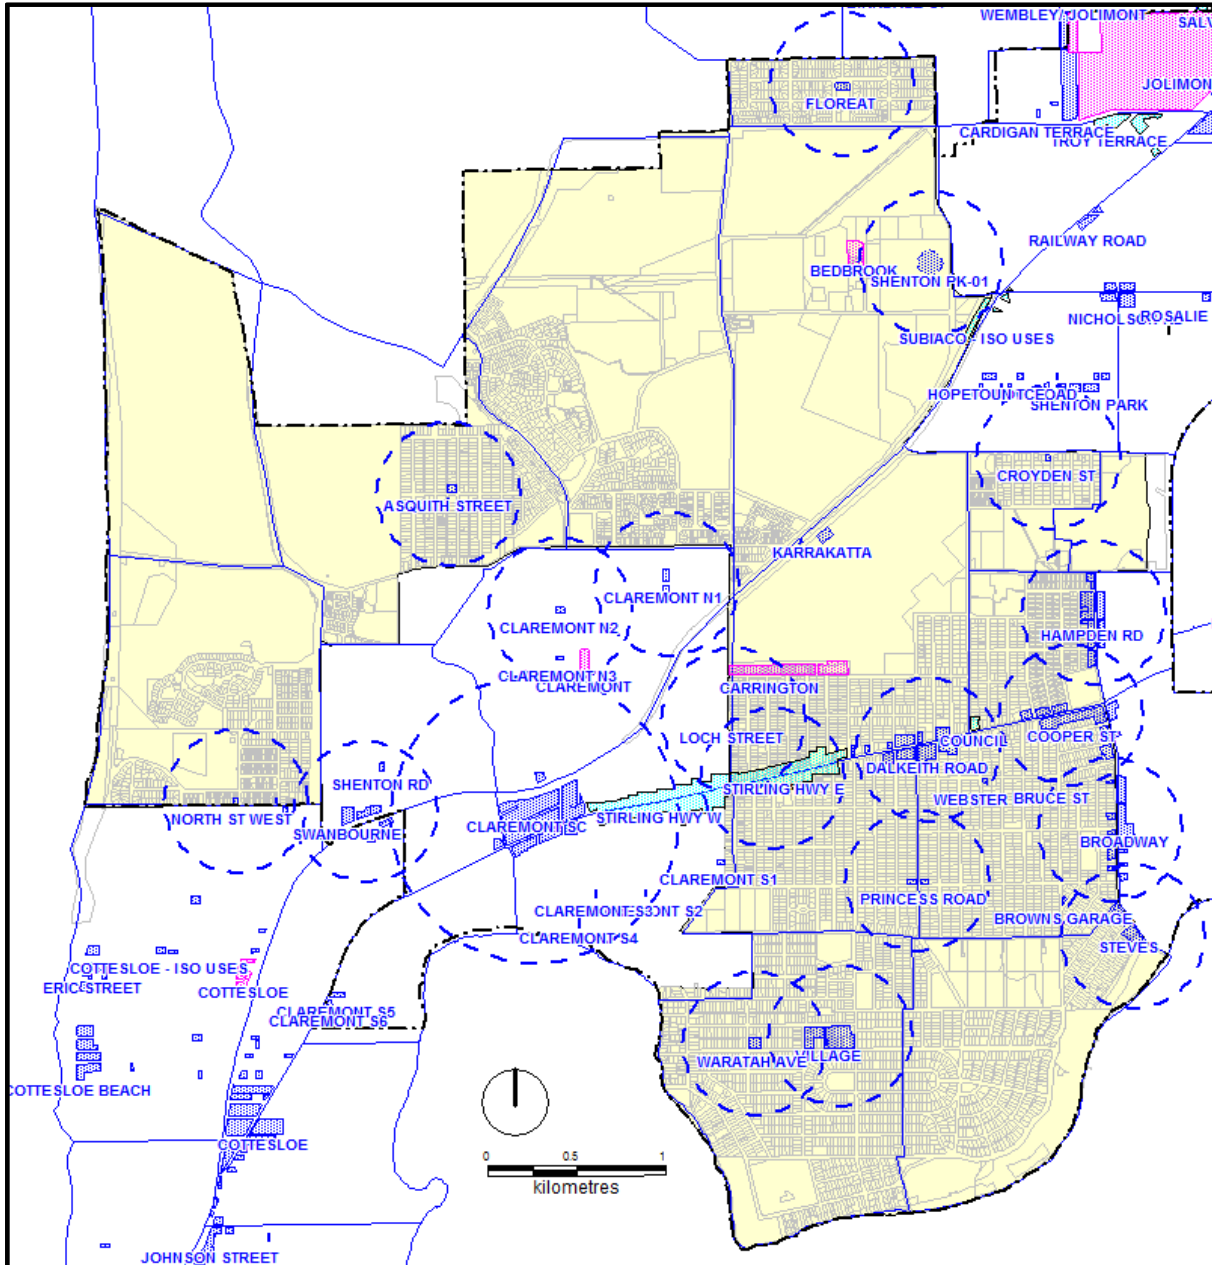 WEMBLEY/JOLIMONT
JOLIMON
FLOREAT
CARDIGAN TERRACE
TROY TERRACE
RAILWAY ROAD
BEDBROOK
SHENTON PK-01
ROSALIE
SUBIACO - ISO USES
SHENTON PARK
CROYDEN ST
ASQUITH STREET
KARRAKATTA
CLAREMONT N1
CLAREMONT N2
HAMPDEN RD
CLAREMONT N3
CLAREMONT
CARRINGTON
LOCH STREET
COUNCIL
COOPER ST
DALKEITH ROAD
SHENTON RD
STIRLING HWY E
WEBSTER
BRUCE ST
NORTH ST WEST
STIRLING HWY W
SWANBOURNE
CLAREMONT SC
BROADWAY
CLAREMONT S1
PRINCESS ROAD
BROWNS GARAGE
CLAREMONT S4
STEVES
COTTESLOE - ISO USES
ERIC STREET
COTTESLOE
CLAREMONT S5
CLAREMONT S6
WARATAH AVE
VILLAGE
COTTESLOE BEACH
COTTESLOE
0 0.5 1
kilometres
JOHNSON STREET